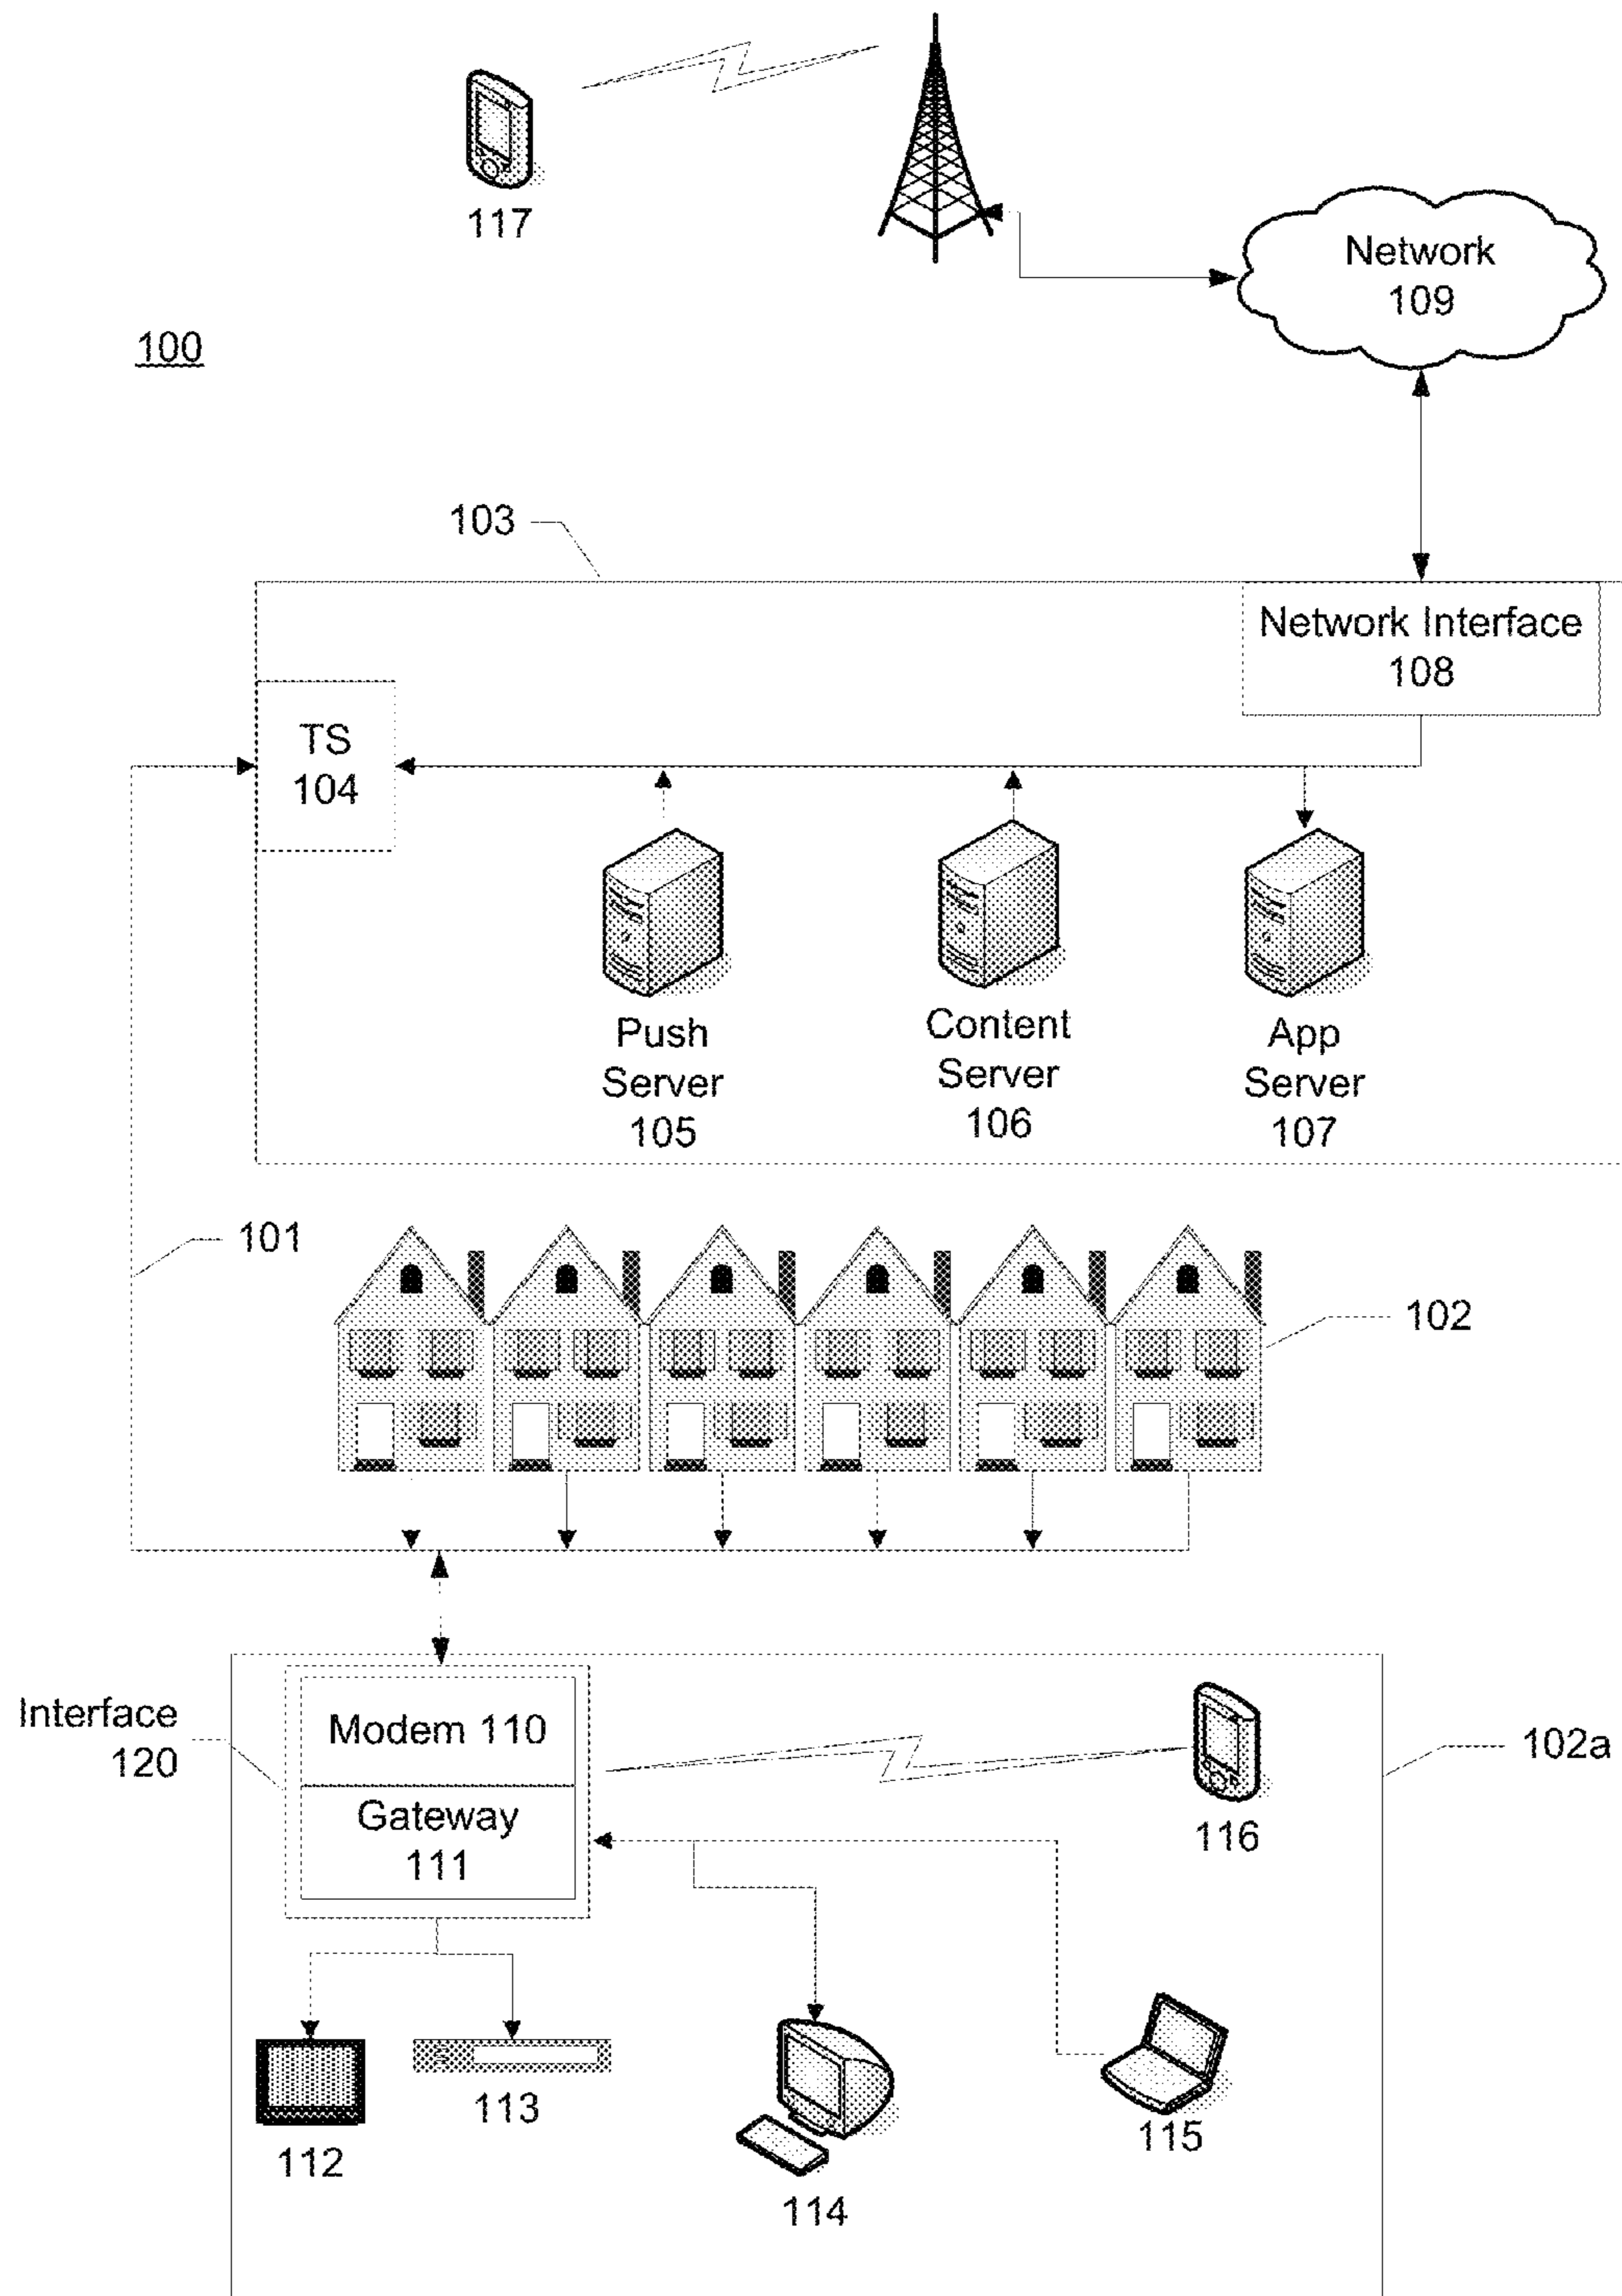 117
Network
109
100
103
Network Interface
108
TS
104
Push
Server
105
Content
Server
106
App
Server
107
101
102
Interface
120
Modem 110
Gateway
111
116
102a
112
113
114
115